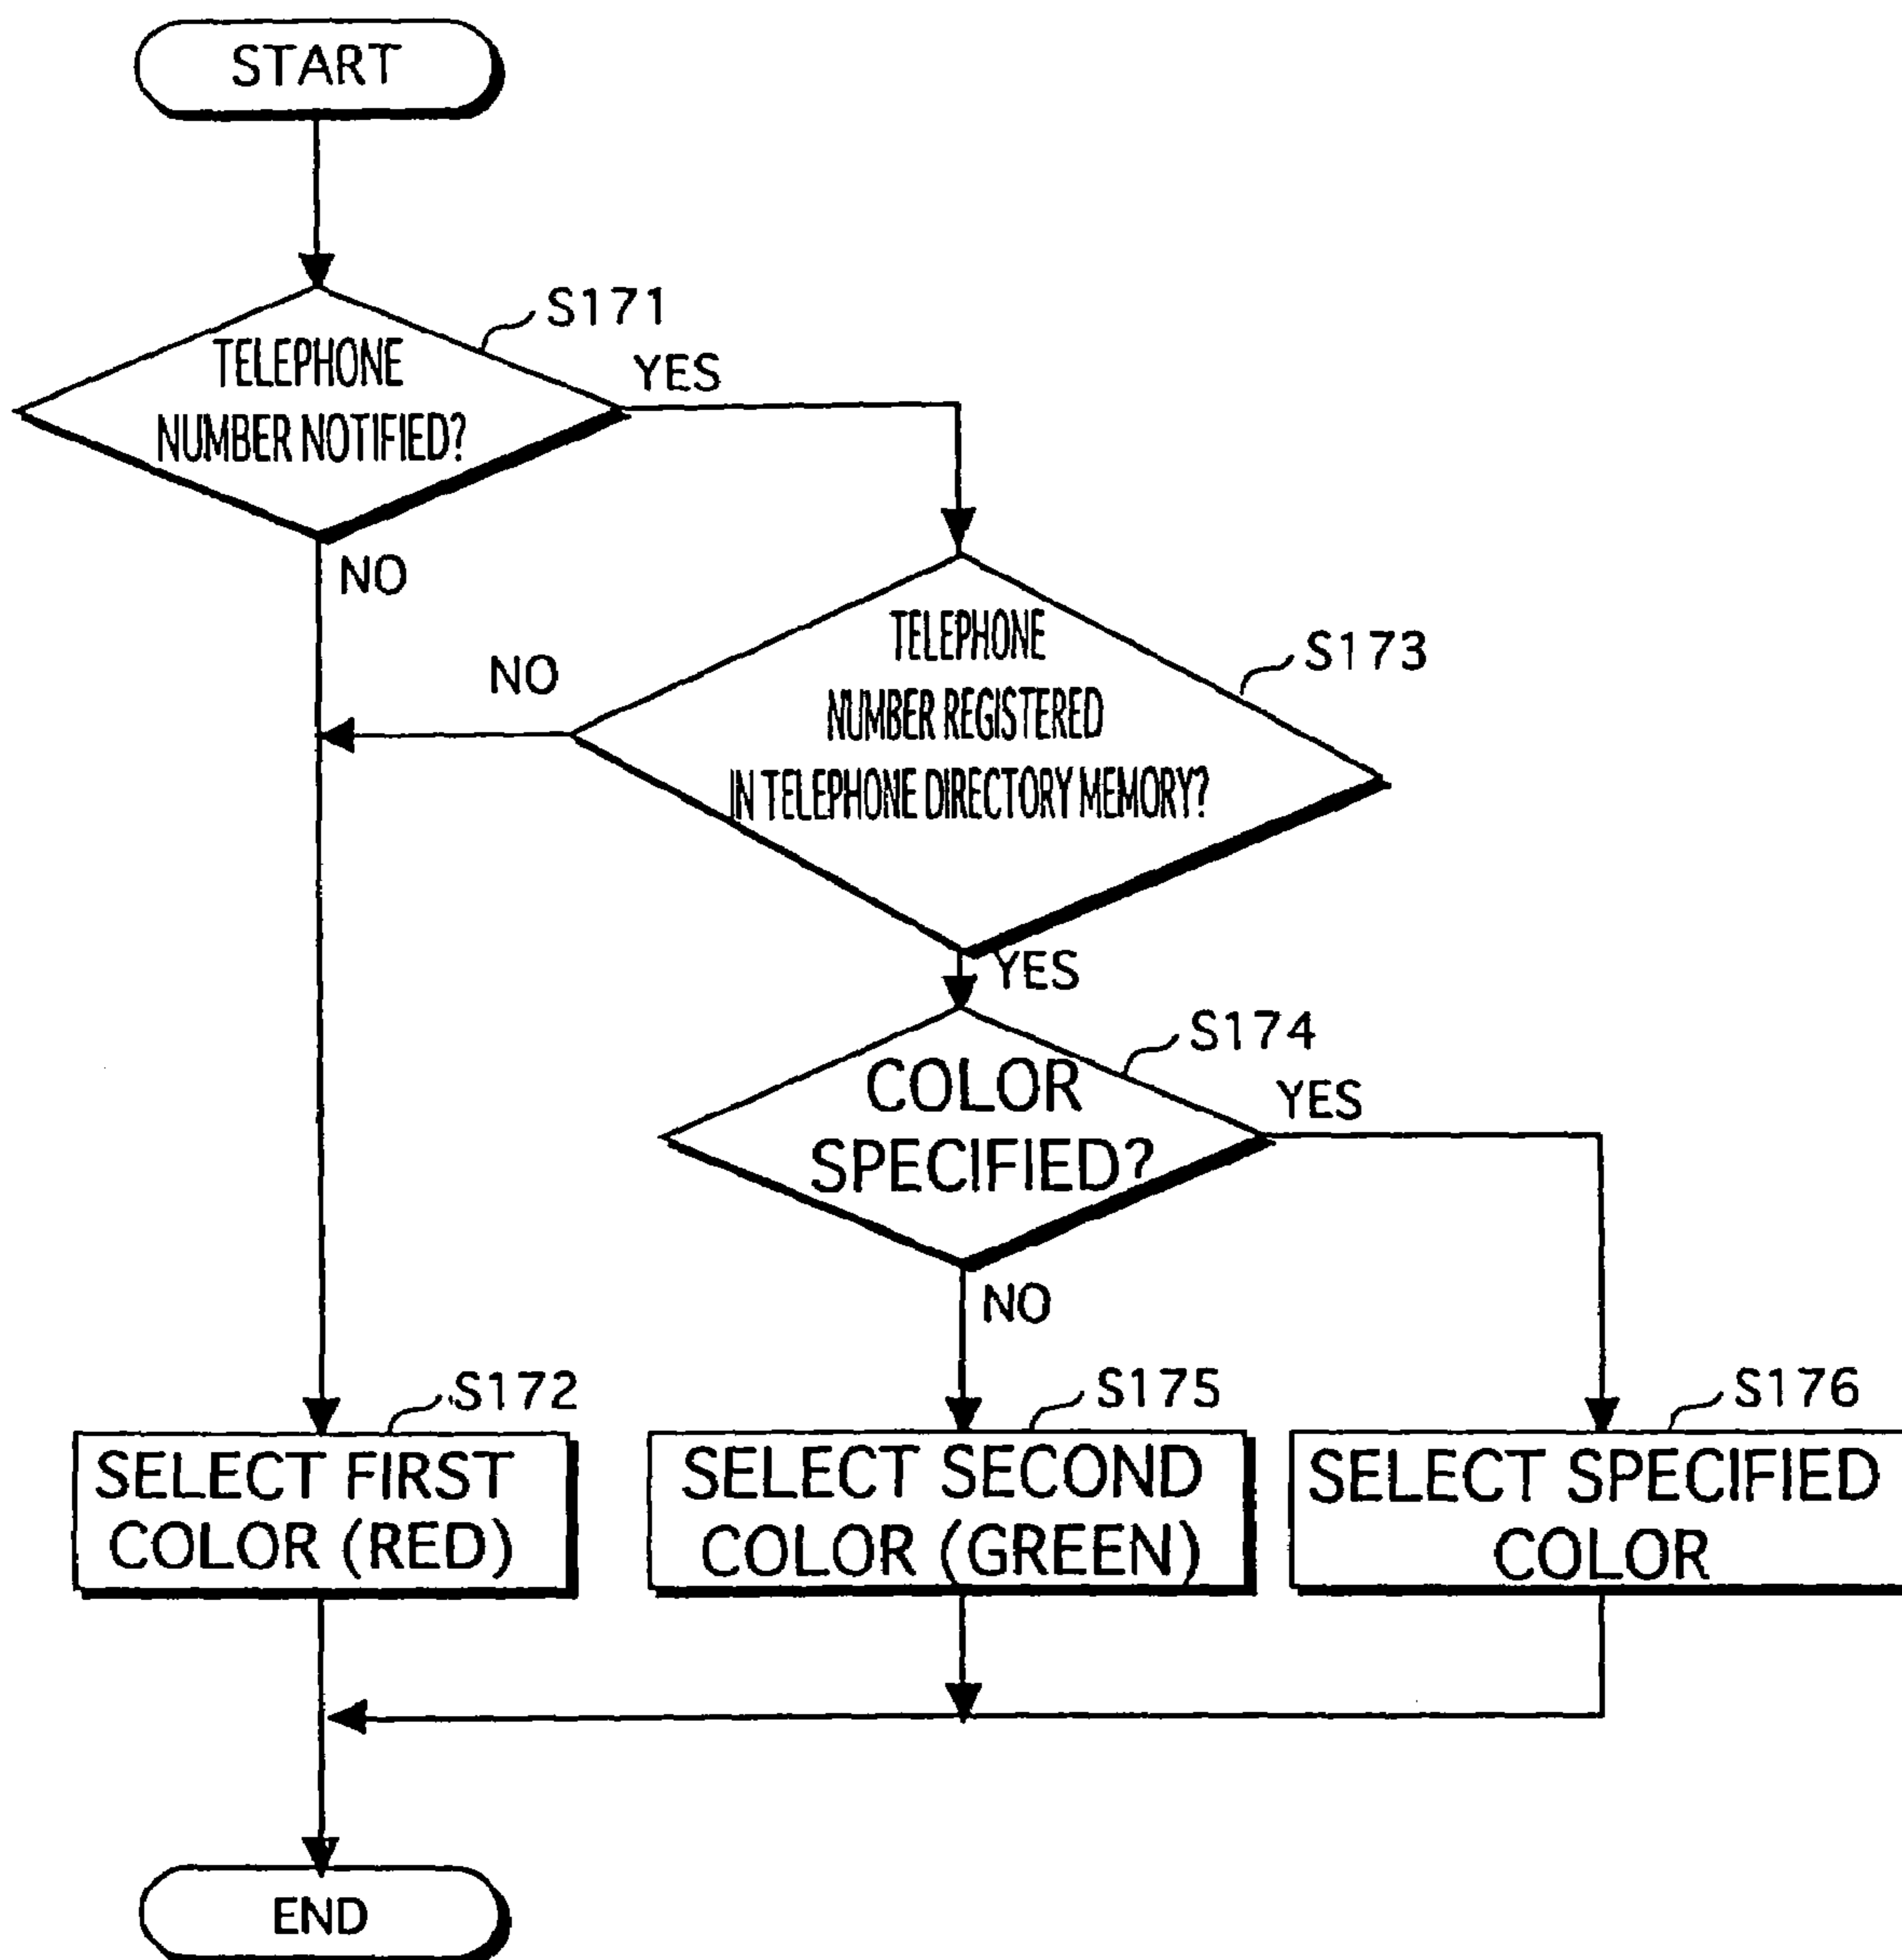 START
S171
TELEPHONE
NUMBER NOTIFIED?
YES
NO
TELEPHONE
NUMBER REGISTERED
IN TELEPHONE DIRECTORY MEMORY?
S173
NO
YES
S174
COLOR
SPECIFIED?
YES
NO
S172
SELECT FIRST
COLOR (RED)
S175
SELECT SECOND
COLOR (GREEN)
S176
SELECT SPECIFIED
COLOR
END